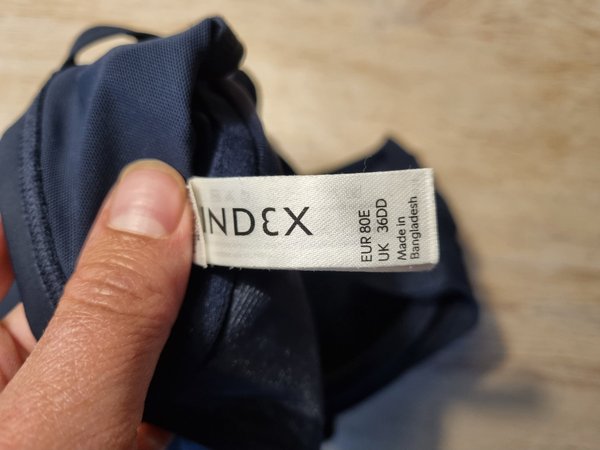 INDEX
EUR 80E
UK 36DD
Made in
Bangladesh